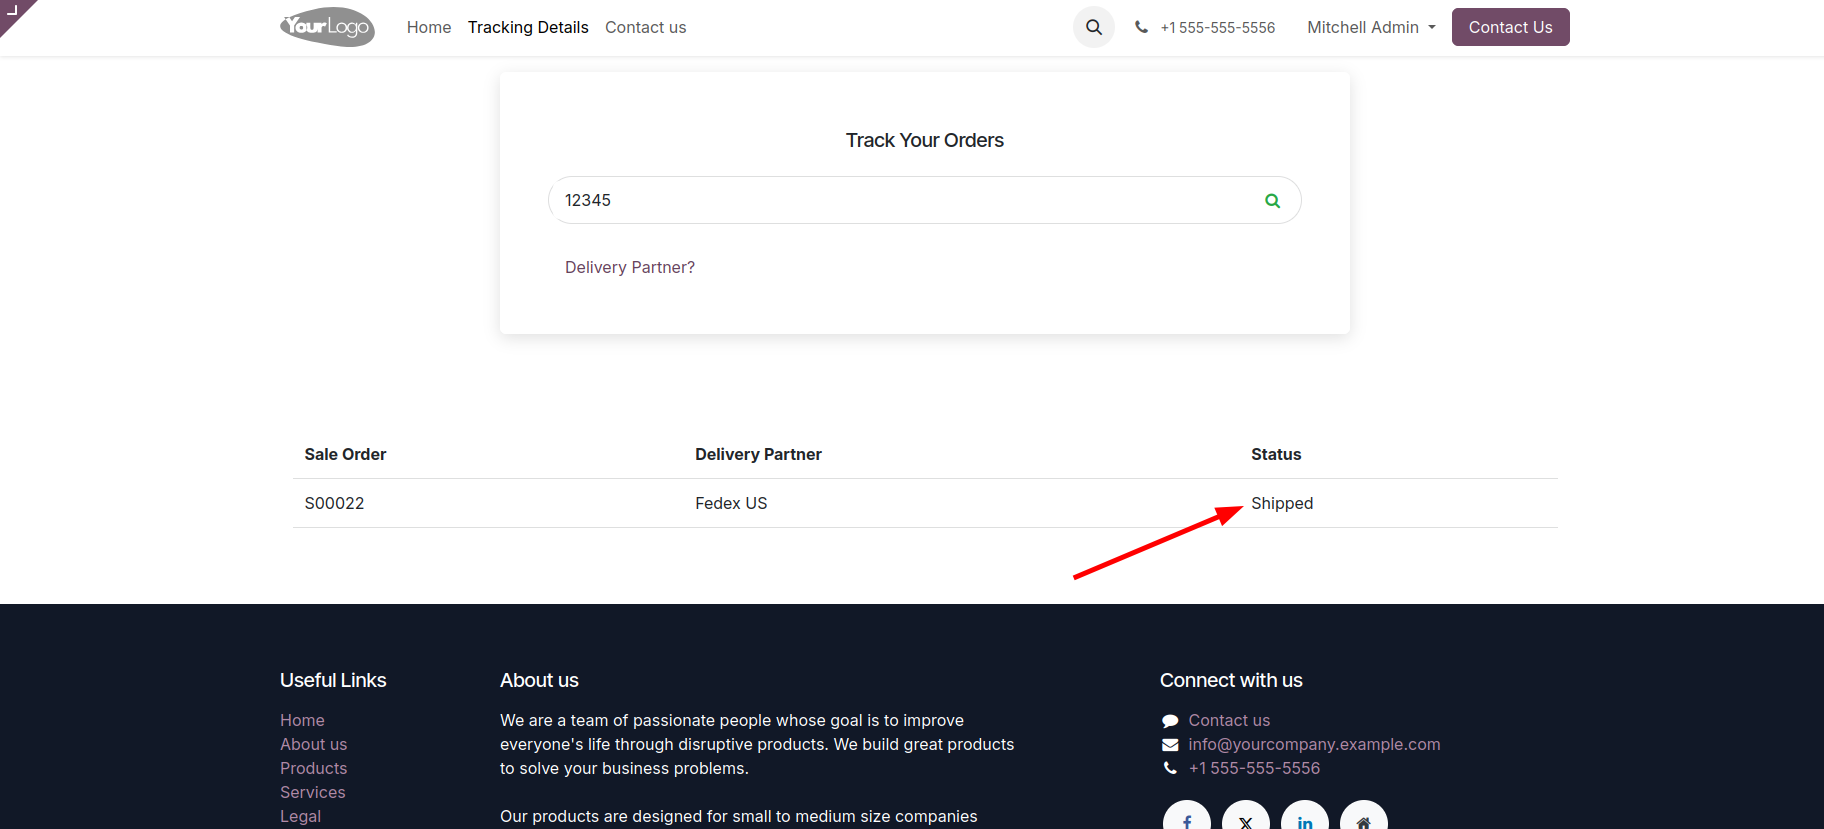 YourLogo Home Tracking Details Contact us +1 555-555-5556 Mitchell Admin Contact Us
Track Your Orders
12345
Delivery Partner?
Sale Order Delivery Partner Status
S00022 Fedex US Shipped
Useful Links
Home
About us
Products
Services
Legal
About us
We are a team of passionate people whose goal is to improve
everyone's life through disruptive products. We build great products
to solve your business problems.
Our products are designed for small to medium size companies
Connect with us
Contact us
info@yourcompany.example.com
+1 555-555-5556